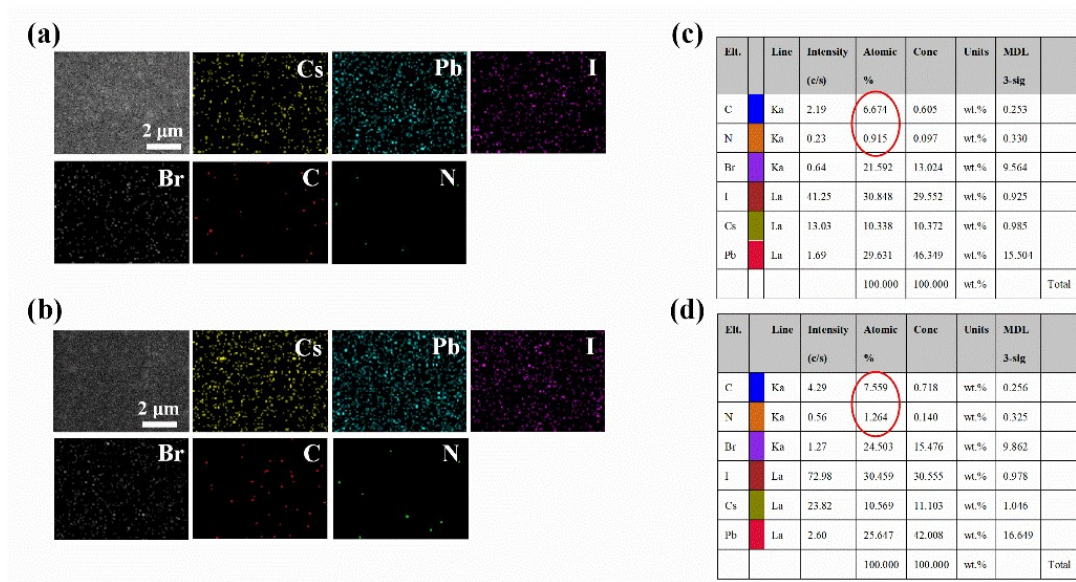 (a)
Cs
Pb
I
2 μm
Br
C
N
(b)
Cs
Pb
I
2 μm
Br
C
N
(c)
Elt. Line Intensity (c/s) Atomic % Conc Units MDL 3-sig
C Ka 2.19 6.674 0.605 wt.% 0.253
N Ka 0.23 0.915 0.097 wt.% 0.330
Br Ka 0.64 21.592 13.024 wt.% 9.564
I La 41.25 30.848 29.552 wt.% 0.925
Cs La 13.03 10.338 10.372 wt.% 0.985
Pb La 1.69 29.631 46.349 wt.% 15.504
100.000 100.000 wt.% Total
(d)
Elt. Line Intensity (c/s) Atomic % Conc Units MDL 3-sig
C Ka 4.29 7.559 0.718 wt.% 0.256
N Ka 0.56 1.264 0.140 wt.% 0.325
Br Ka 1.27 24.503 15.476 wt.% 9.862
I La 72.98 30.459 30.555 wt.% 0.978
Cs La 23.82 10.569 11.103 wt.% 1.046
Pb La 2.60 25.647 42.008 wt.% 16.649
100.000 100.000 wt.% Total